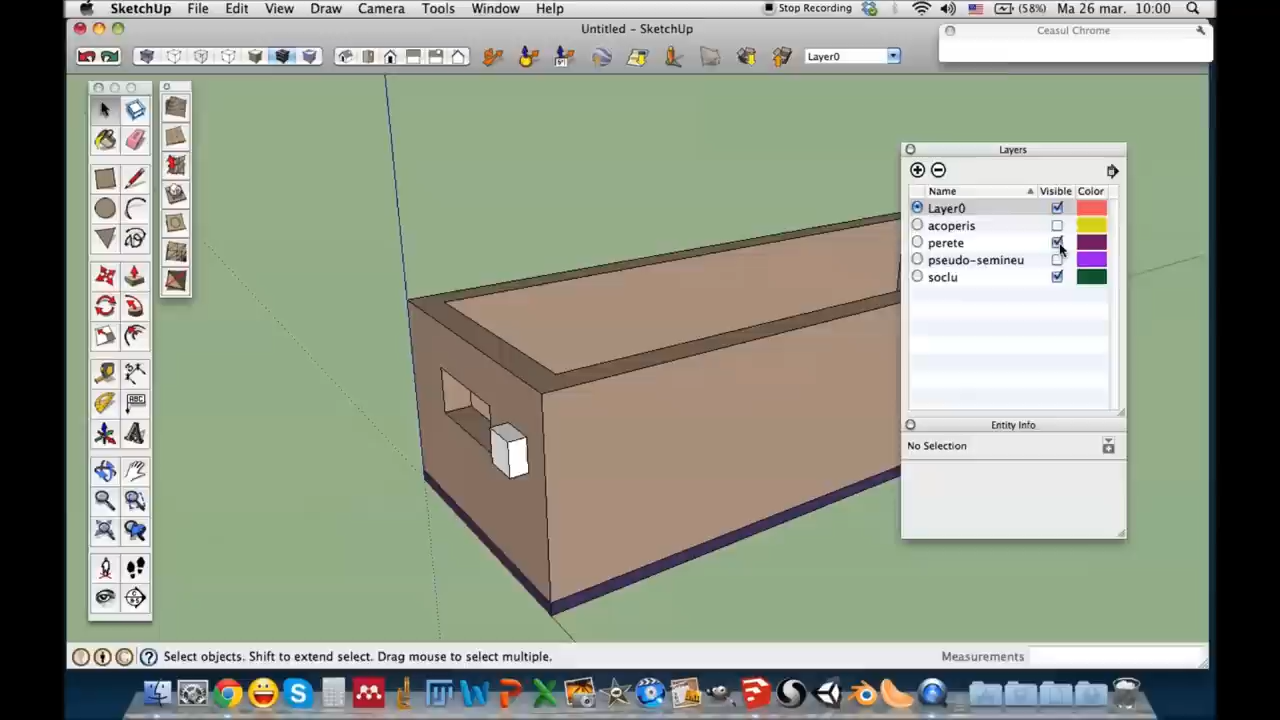 SketchUp File Edit View Draw Camera Tools Window Help Stop Recording (58%) Ma 26 mar. 10:00
Untitled - SketchUp
Ceasul Chrome
Layer0
Layers
Name Visible Color
Layer0
acoperis
perete
pseudo-semineu
soclu
ABC
A
Entity Info
No Selection
Select objects. Shift to extend select. Drag mouse to select multiple.
Measurements